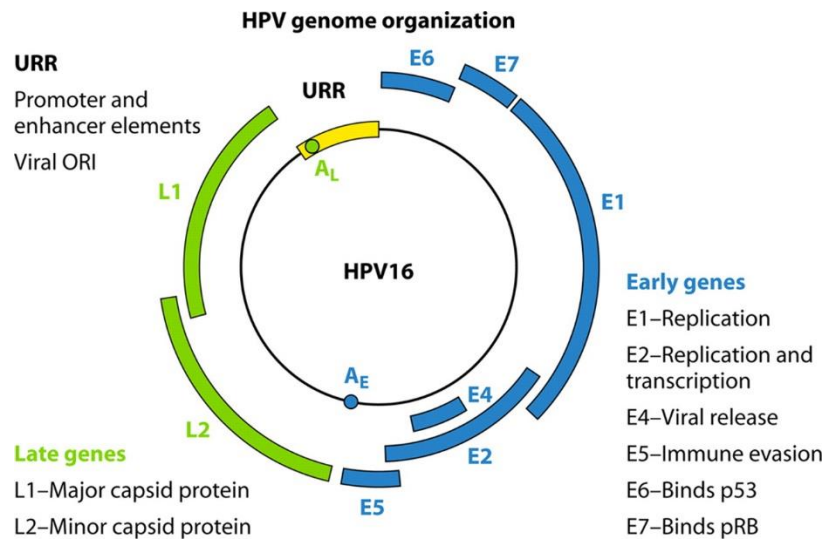 HPV genome organization
URR
Promoter and
enhancer elements
Viral ORI
URR
E6
E7
A_L
L1
E1
HPV16
A_E
E4
L2
E2
E5
Late genes
L1–Major capsid protein
L2–Minor capsid protein
Early genes
E1–Replication
E2–Replication and
transcription
E4–Viral release
E5–Immune evasion
E6–Binds p53
E7–Binds pRB